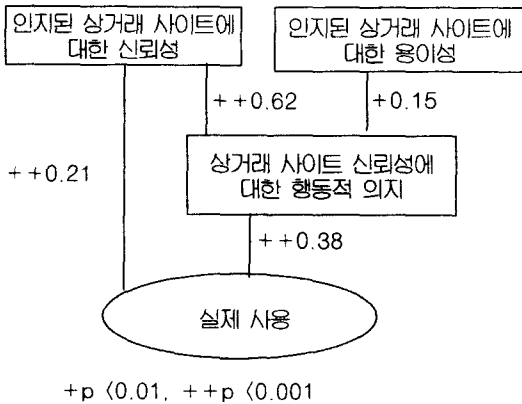 인지된 상거래 사이트에
대한 신뢰성
인지된 상거래 사이트에
대한 용이성
++0.62
+0.15
++0.21
상거래 사이트 신뢰성에
대한 행동적 의지
++0.38
실제 사용
+p〈0.01, ++p〈0.001